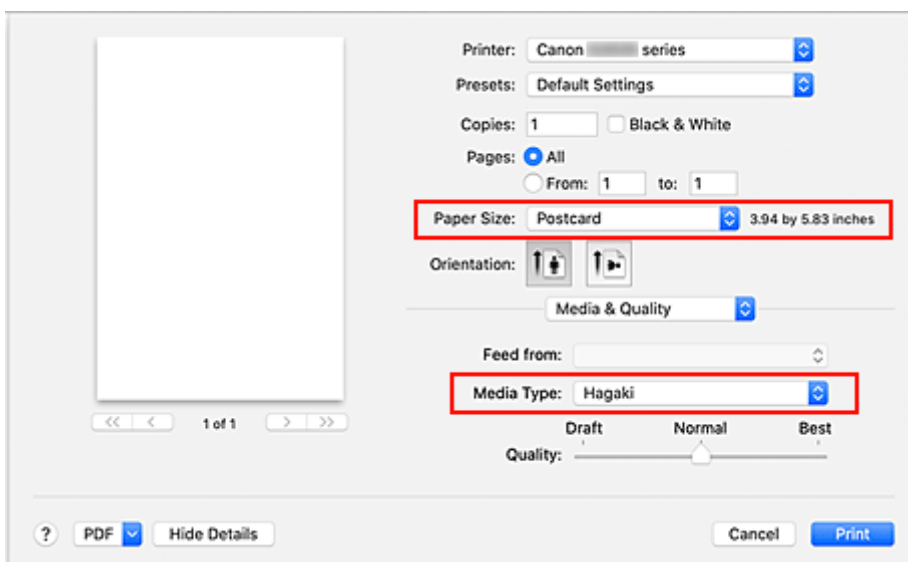 Printer: Canon series
Presets: Default Settings
Copies: 1 Black & White
Pages: All
From: 1 to: 1
Paper Size: Postcard 3.94 by 5.83 inches
Orientation:
Media & Quality
Feed from:
Media Type: Hagaki
<< < 1 of 1 > >>
Draft Normal Best
Quality:
? PDF Hide Details Cancel Print